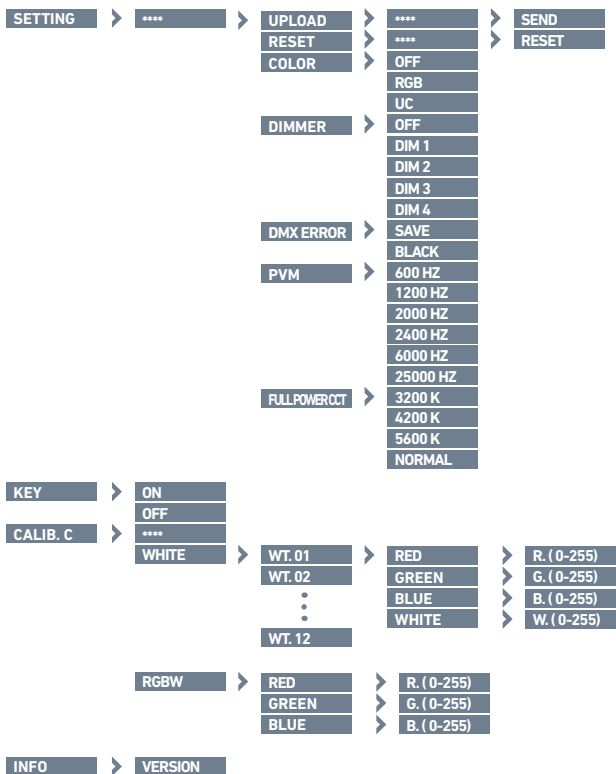 SETTING **** UPLOAD **** SEND
RESET **** RESET
COLOR OFF
RGB
UC
DIMMER OFF
DIM 1
DIM 2
DIM 3
DIM 4
DMX ERROR SAVE
BLACK
PVM 600 HZ
1200 HZ
2000 HZ
2400 HZ
6000 HZ
25000 HZ
FULL POWER CCT 3200 K
4200 K
5600 K
NORMAL
KEY ON
OFF
CALIB. C ****
WHITE WT. 01 RED R. ( 0-255)
WT. 02 GREEN G. ( 0-255)
BLUE B. ( 0-255)
WT. 12 WHITE W. ( 0-255)
RGBW RED R. ( 0-255)
GREEN G. ( 0-255)
BLUE B. ( 0-255)
INFO VERSION